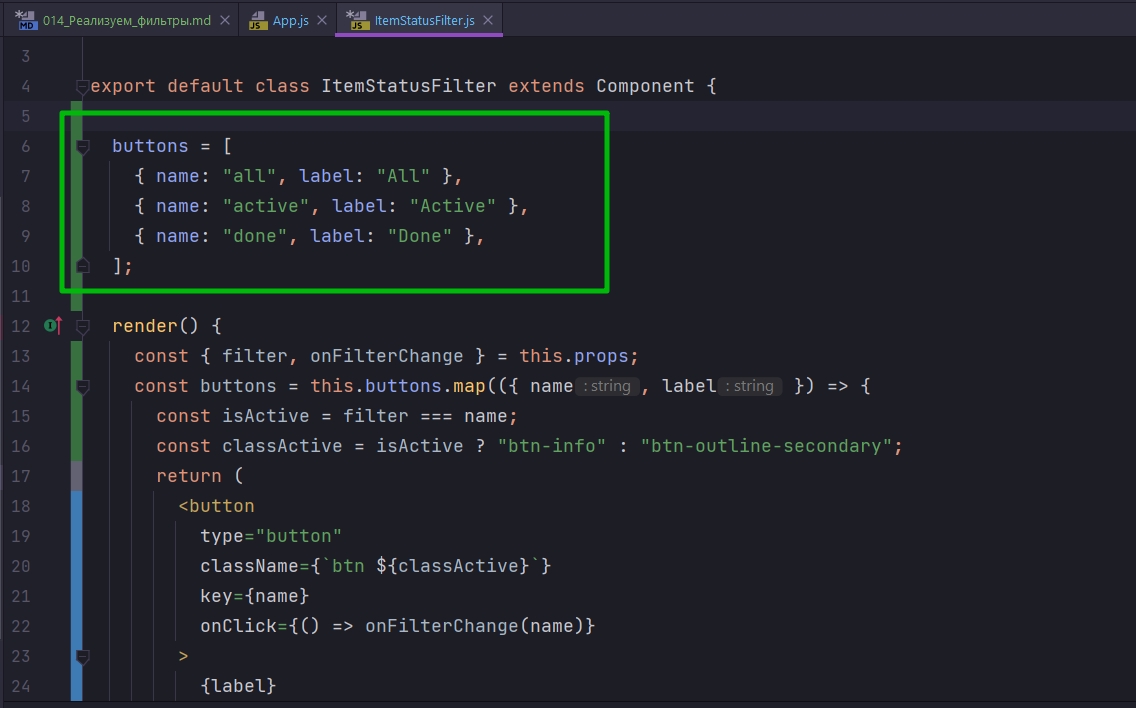 014_Реализуем_фильтры.md App.js ItemStatusFilter.js
3
4 export default class ItemStatusFilter extends Component {
5
6 buttons = [
7 { name: "all", label: "All" },
8 { name: "active", label: "Active" },
9 { name: "done", label: "Done" },
10 ];
11
12 render() {
13 const { filter, onFilterChange } = this.props;
14 const buttons = this.buttons.map(({ name : string , label : string }) => {
15 const isActive = filter === name;
16 const classActive = isActive ? "btn-info" : "btn-outline-secondary";
17 return (
18 <button
19 type="button"
20 className={`btn ${classActive}`}
21 key={name}
22 onClick={() => onFilterChange(name)}
23 >
24 {label}